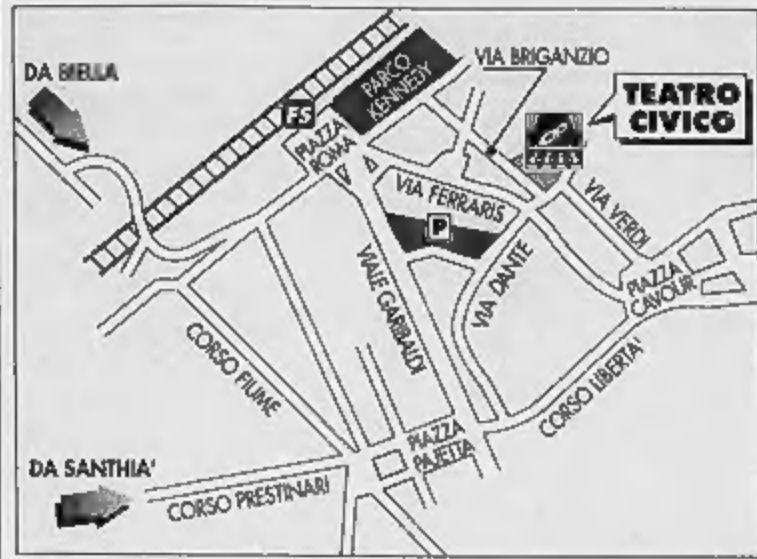 DA BIELLA
FS
PARCO
KENNEDY
VIA BRIGANZIO
TEATRO
CIVICO
PIAZZA
ROMA
VIA FERRARIS
P
VIA VERDI
VIALE GARIBALDI
VIA DANTE
PIAZZA
CAVOUR
CORSO FIUME
CORSO LIBERTA'
PIAZZA
PAJETTA
DA SANTHIA'
CORSO PRESTINARI